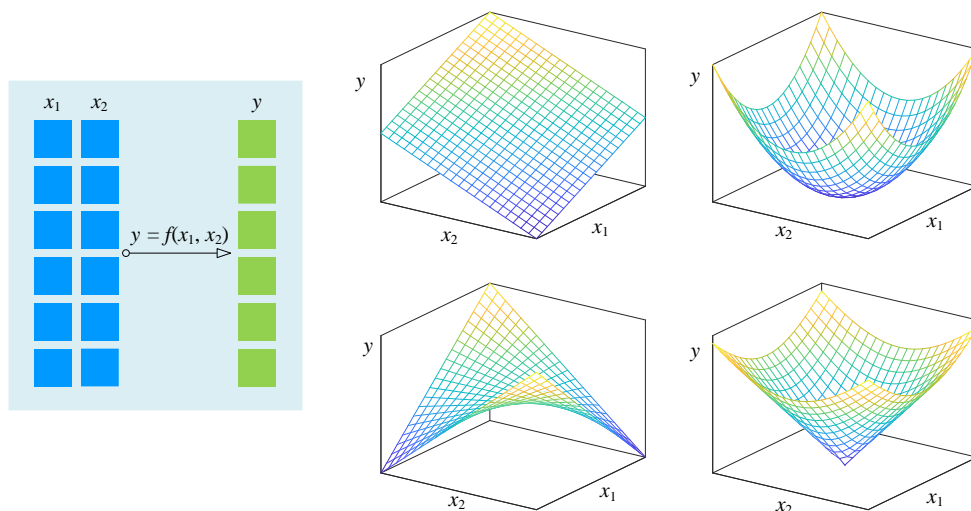 x₁ x₂ y
y = f(x₁, x₂)
y
x₂
x₁
y
x₂
x₁
y
x₂
x₁
y
x₂
x₁